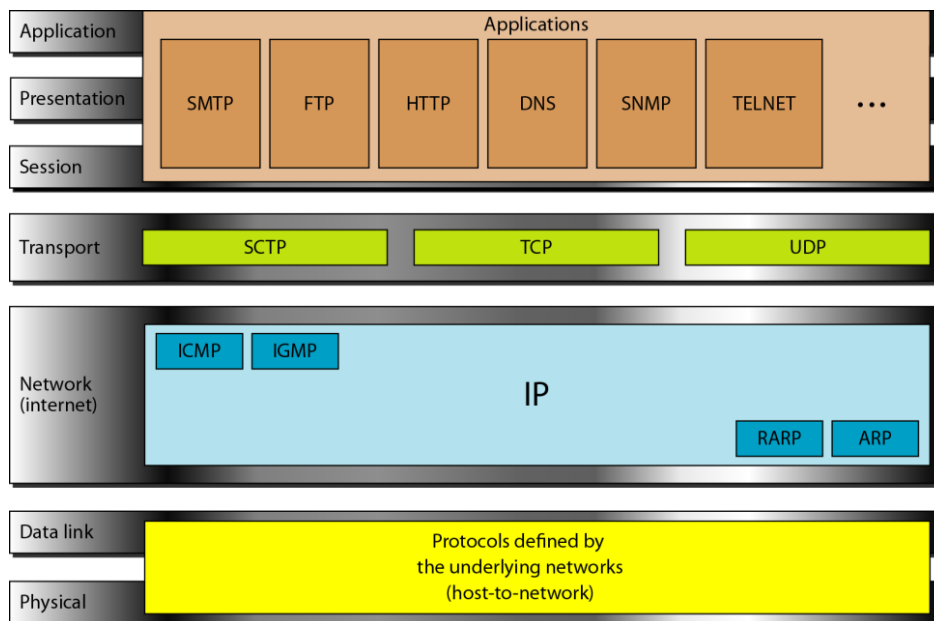 Application
Applications
Presentation
SMTP
FTP
HTTP
DNS
SNMP
TELNET
...
Session
Transport
SCTP
TCP
UDP
Network
(internet)
ICMP
IGMP
IP
RARP
ARP
Data link
Protocols defined by
the underlying networks
(host-to-network)
Physical